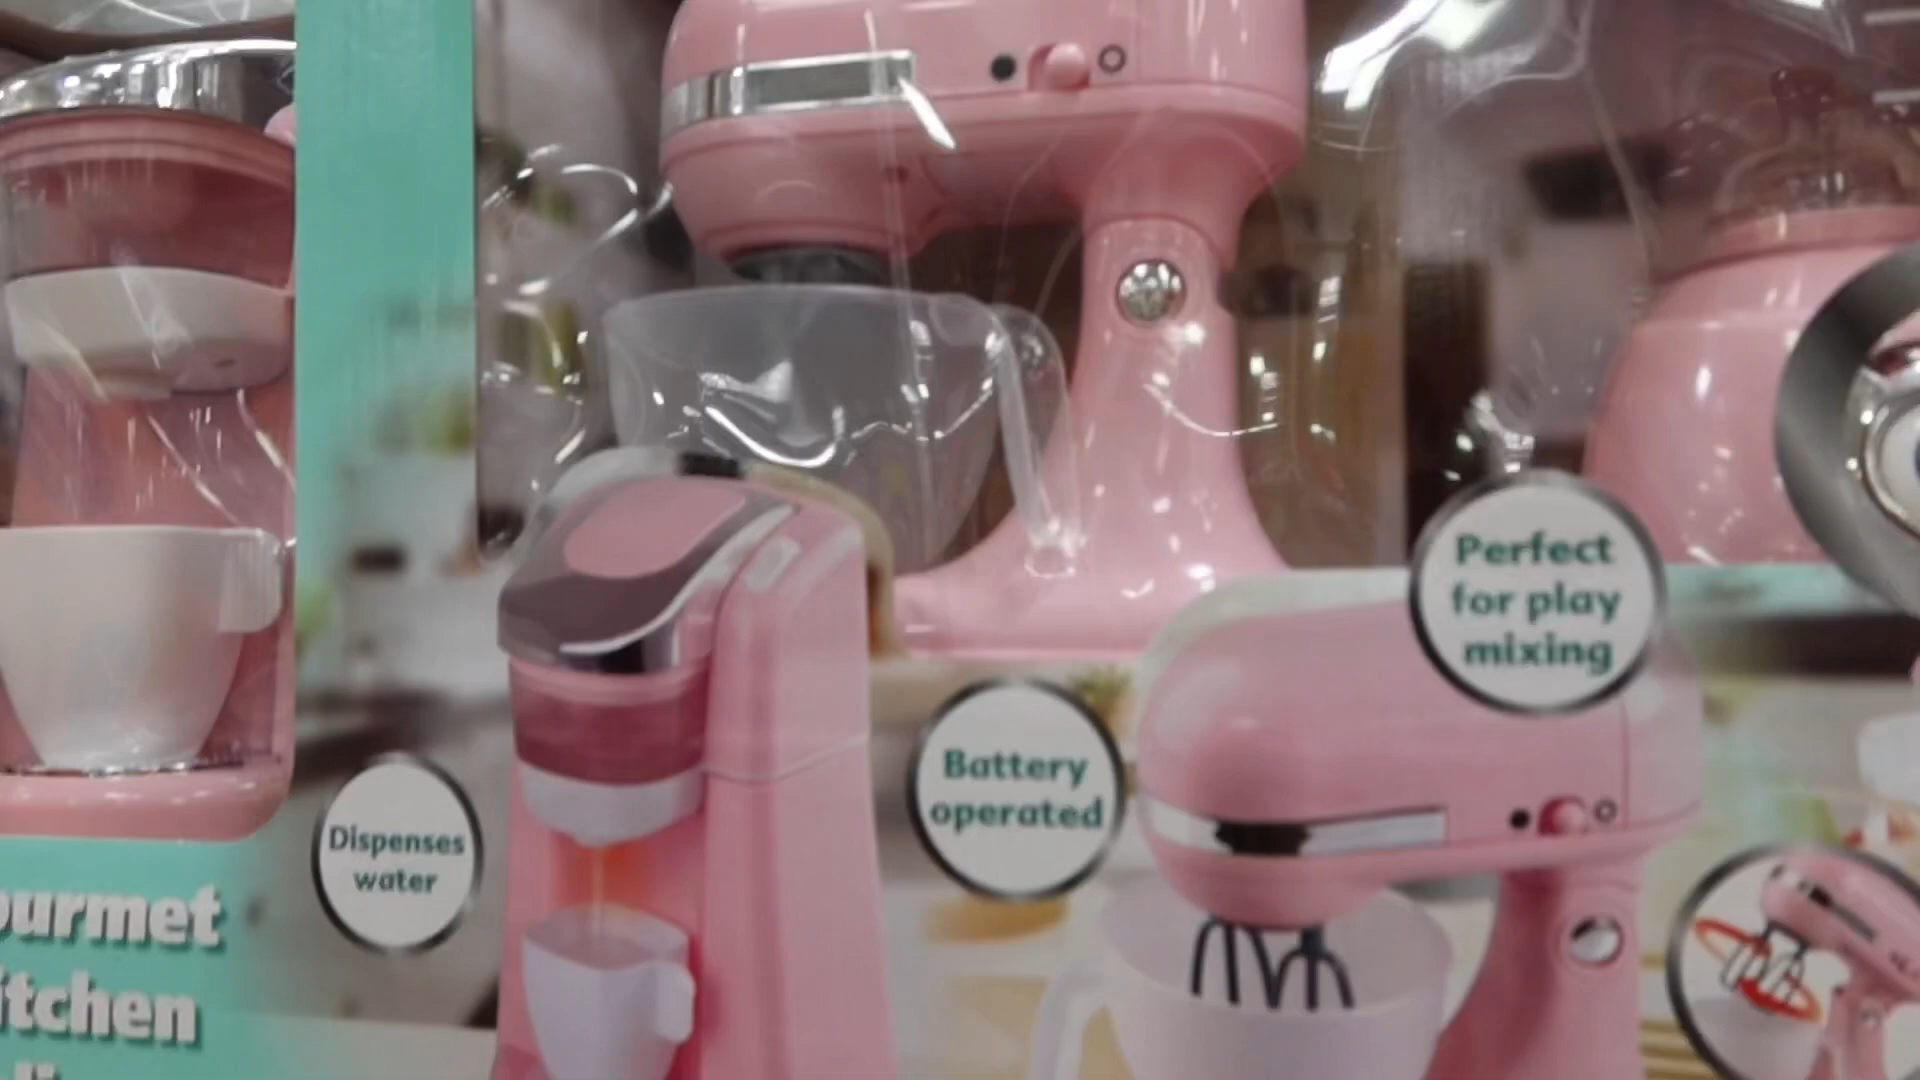 Perfect
for play
mixing
Battery
operated
Dispenses
water
ourmet
itchen